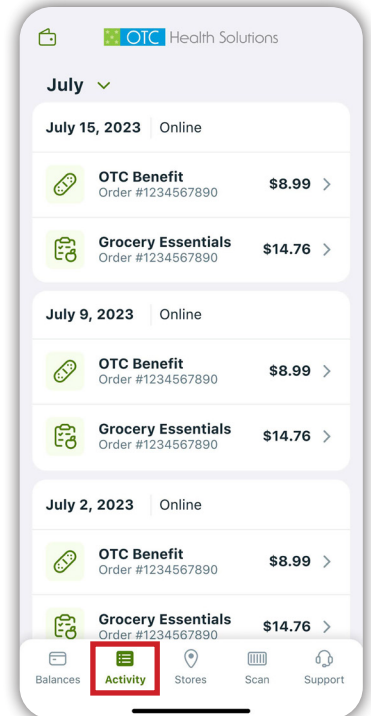 OTC Health Solutions
July
July 15, 2023 Online
OTC Benefit
Order #1234567890
$8.99
Grocery Essentials
Order #1234567890
$14.76
July 9, 2023 Online
OTC Benefit
Order #1234567890
$8.99
Grocery Essentials
Order #1234567890
$14.76
July 2, 2023 Online
OTC Benefit
Order #1234567890
$8.99
Grocery Essentials
Order #1234567890
$14.76
Balances Activity Stores Scan Support